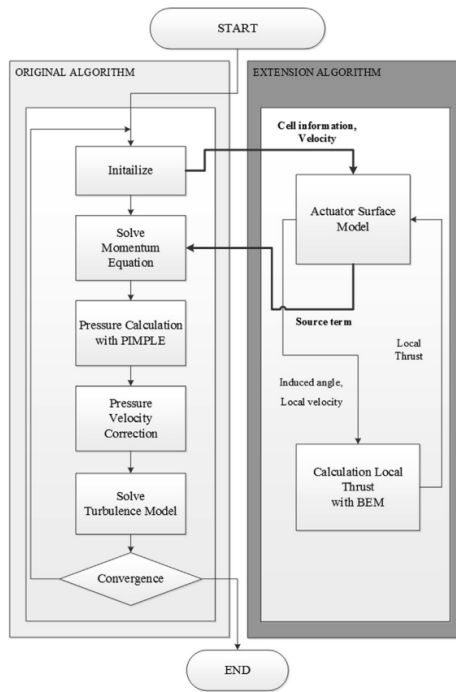 START
ORIGINAL ALGORITHM
EXTENSION ALGORITHM
Cell information,
Velocity
Initailize
Actuator Surface
Model
Solve
Momentum
Equation
Source term
Pressure Calculation
with PIMPLE
Local
Thrust
Induced angle,
Local velocity
Pressure
Velocity
Correction
Calculation Local
Thrust
with BEM
Solve
Turbulence Model
Convergence
END